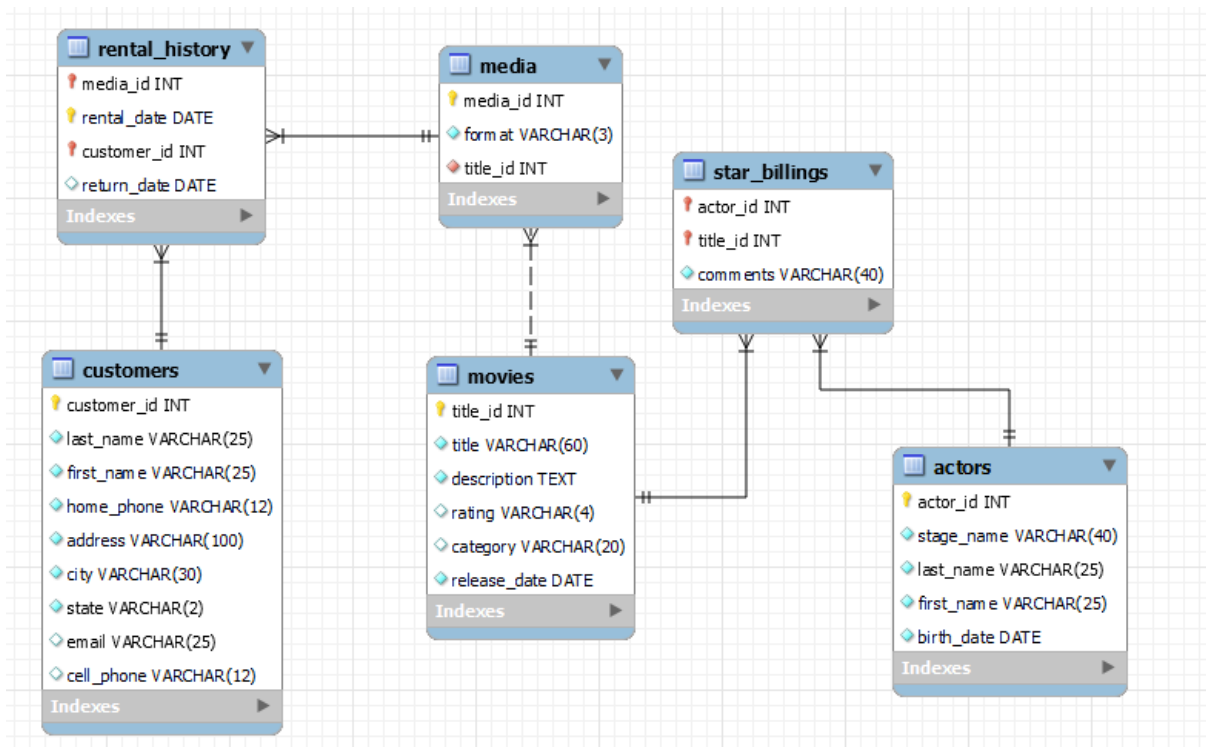 rental_history
media_id INT
rental_date DATE
customer_id INT
return_date DATE
Indexes
media
media_id INT
format VARCHAR(3)
title_id INT
Indexes
star_billings
actor_id INT
title_id INT
comments VARCHAR(40)
Indexes
customers
customer_id INT
last_name VARCHAR(25)
first_name VARCHAR(25)
home_phone VARCHAR(12)
address VARCHAR(100)
city VARCHAR(30)
state VARCHAR(2)
email VARCHAR(25)
cell_phone VARCHAR(12)
Indexes
movies
title_id INT
title VARCHAR(60)
description TEXT
rating VARCHAR(4)
category VARCHAR(20)
release_date DATE
Indexes
actors
actor_id INT
stage_name VARCHAR(40)
last_name VARCHAR(25)
first_name VARCHAR(25)
birth_date DATE
Indexes